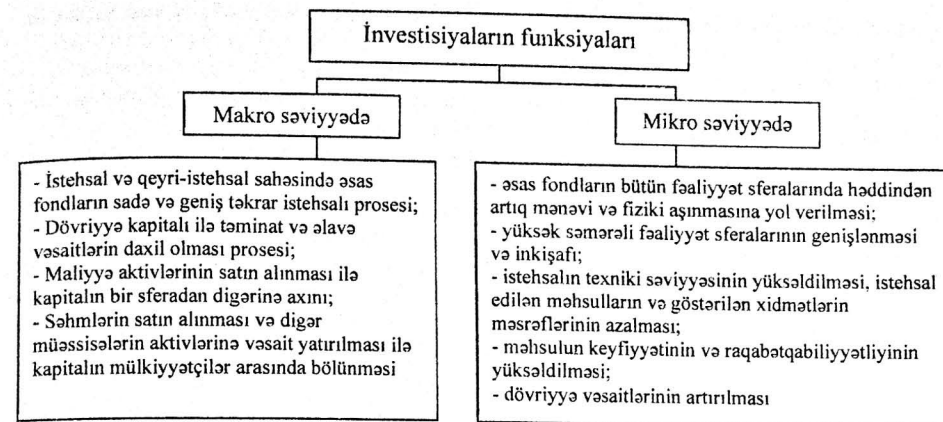 İnvestisiyaların funksiyaları
Makro səviyyədə
Mikro səviyyədə
- İstehsal və qeyri-istehsal sahəsində əsas
fondların sadə və geniş təkrar istehsalı prosesi;
- Dövriyyə kapitalı ilə təminat və əlavə
vəsaitlərin daxil olması prosesi;
- Maliyyə aktivlərinin satın alınması ilə
kapitalın bir sferadan digərinə axını;
- Səhmlərin satın alınması və digər
müəssisələrin aktivlərinə vəsait yatırılması ilə
kapitalın mülkiyyətçilər arasında bölünməsi
- əsas fondların bütün fəaliyyət sferalarında həddindən
artıq mənəvi və fiziki aşınmasına yol verilməsi;
- yüksək səmərəli fəaliyyət sferalarının genişlənməsi
və inkişafı;
- istehsalın texniki səviyyəsinin yüksəldilməsi, istehsal
edilən məhsulların və göstərilən xidmətlərin
məsrəflərinin azalması;
- məhsulun keyfiyyətinin və raqabətqabiliyyətliyinin
yüksəldilməsi;
- dövriyyə vəsaitlərinin artırılması